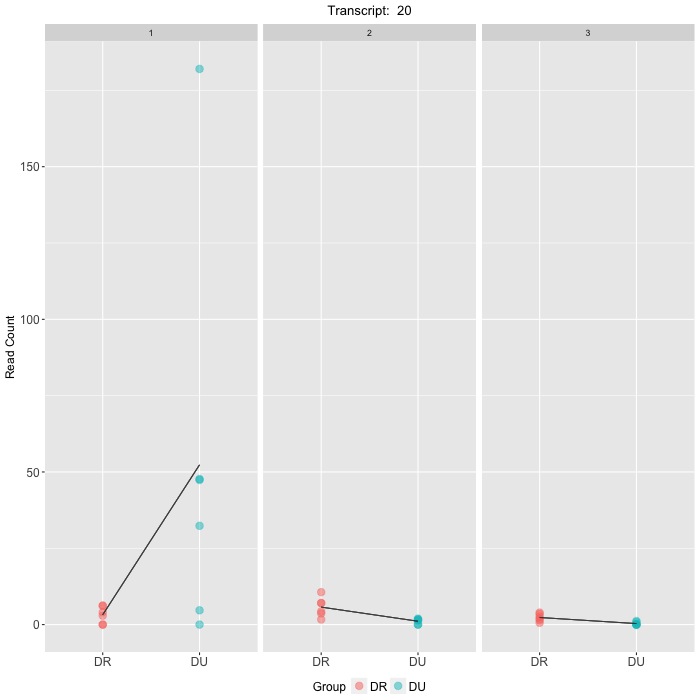 Transcript:  20
1 2 3
Read Count
150
100
50
0
DR DU DR DU DR DU
Group DR DU